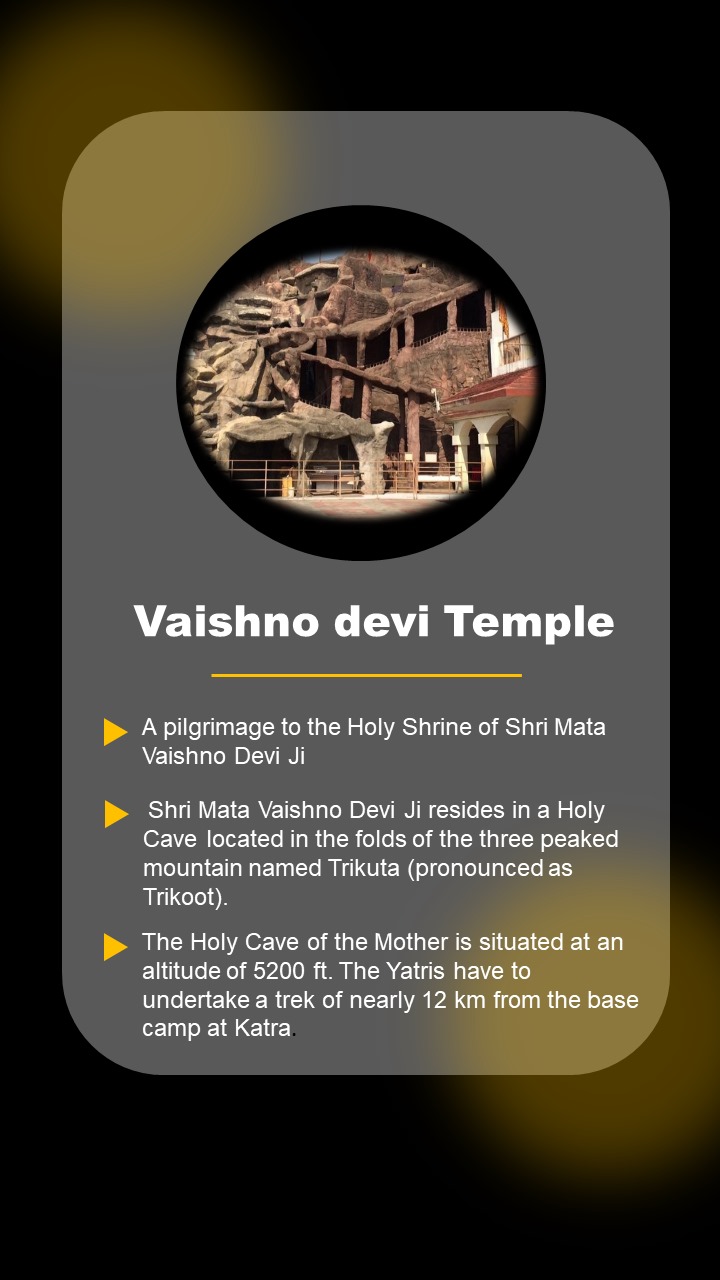 Vaishno devi Temple
A pilgrimage to the Holy Shrine of Shri Mata
Vaishno Devi Ji
Shri Mata Vaishno Devi Ji resides in a Holy
Cave located in the folds of the three peaked
mountain named Trikuta (pronounced as
Trikoot).
The Holy Cave of the Mother is situated at an
altitude of 5200 ft. The Yatris have to
undertake a trek of nearly 12 km from the base
camp at Katra.